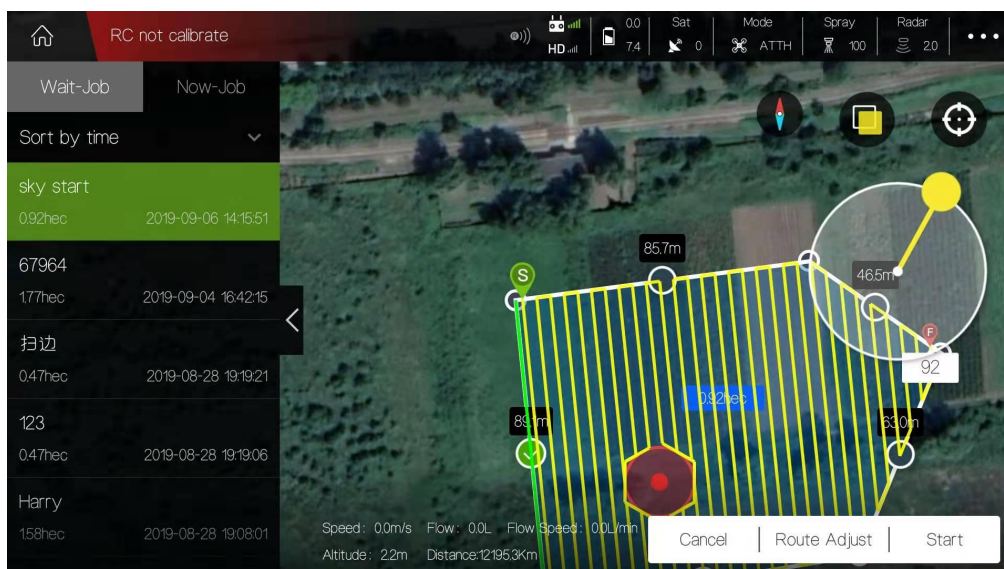 RC not calibrate
HD
0.0
7.4
Sat
0
Mode
ATTH
Spray
100
Radar
2.0
Wait-Job
Now-Job
Sort by time
sky start
0.92hec 2019-09-06 14:15:51
67964
1.77hec 2019-09-04 16:42:15
扫边
0.47hec 2019-08-28 19:19:21
123
0.47hec 2019-08-28 19:19:06
Harry
1.58hec 2019-08-28 19:08:01
85.7m
46.5m
S
F
92
0.92hec
89.1m
63.0m
Speed: 0.0m/s Flow: 0.0L Flow Speed: 0.0L/min
Altitude: 2.2m Distance:12195.3Km
Cancel
Route Adjust
Start